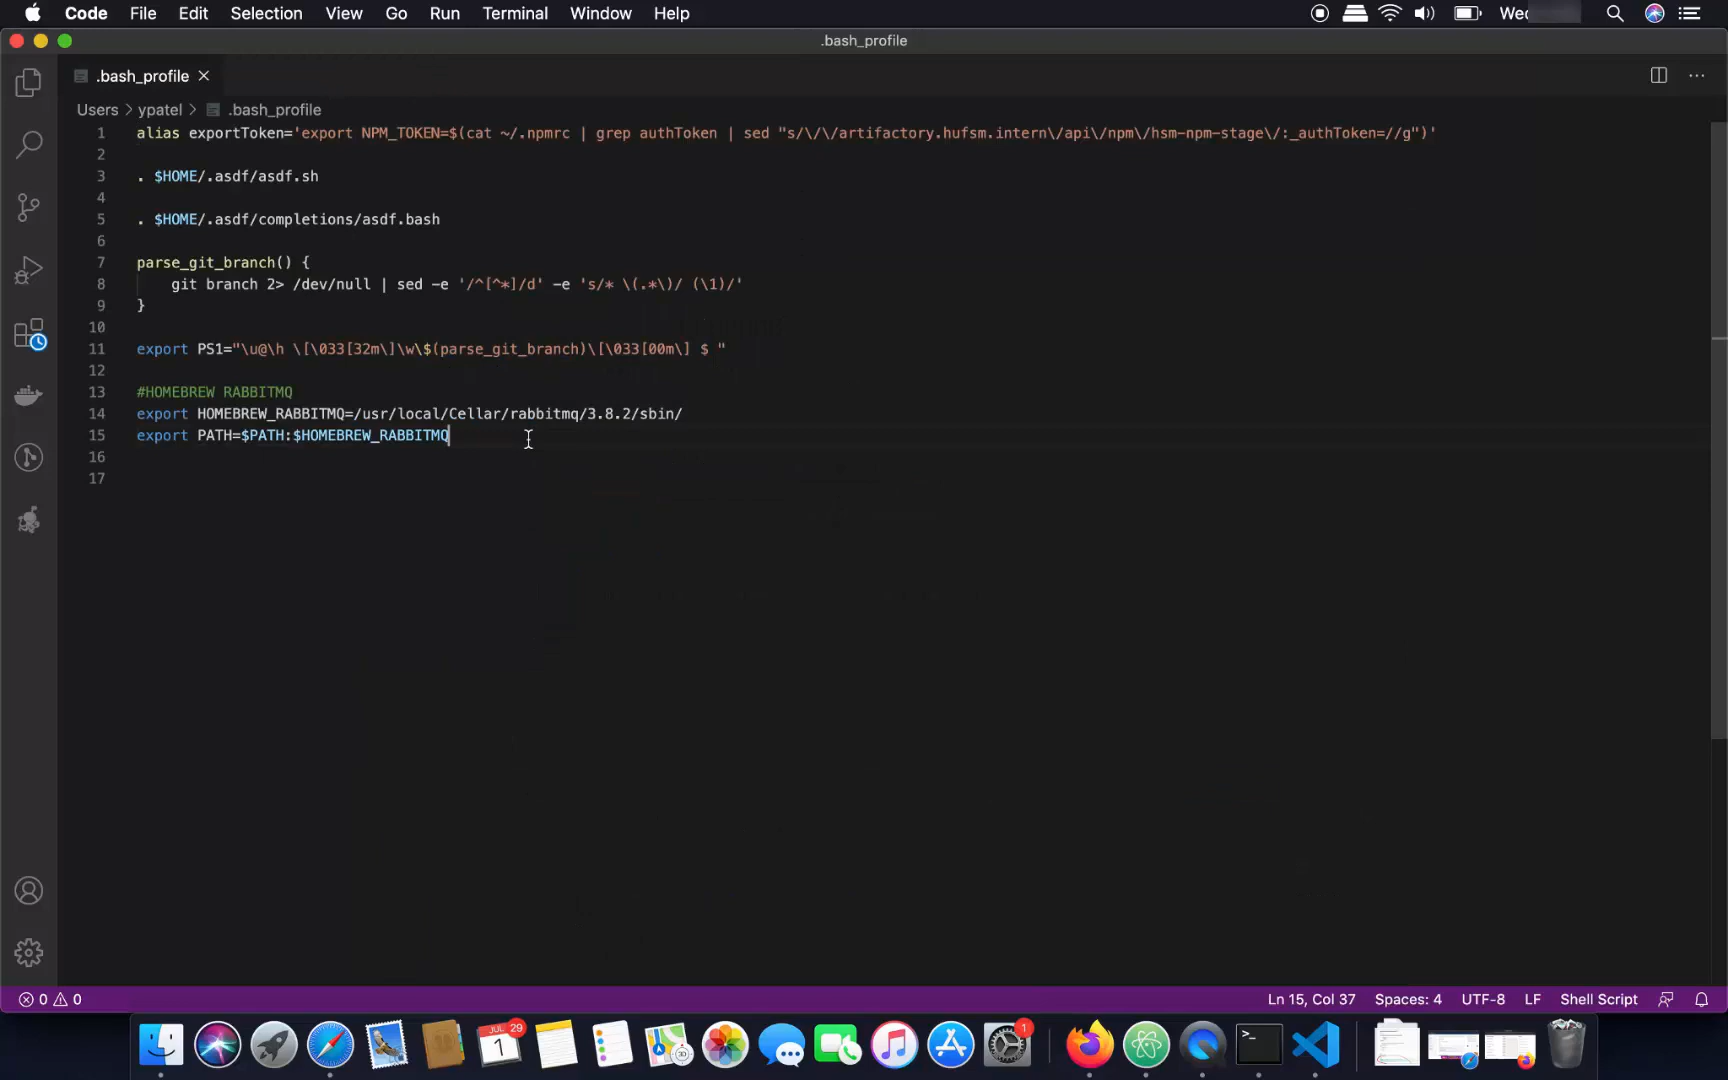 Code File Edit Selection View Go Run Terminal Window Help Wed
.bash_profile
.bash_profile
Users > ypatel > .bash_profile
1 alias exportToken='export NPM_TOKEN=$(cat ~/.npmrc | grep authToken | sed "s/\/\/artifactory.hufsm.intern\/api\/npm\/hsm-npm-stage\/:_authToken=//g")'
2
3 . $HOME/.asdf/asdf.sh
4
5 . $HOME/.asdf/completions/asdf.bash
6
7 parse_git_branch() {
8 git branch 2> /dev/null | sed -e '/^[^*]/d' -e 's/* \(.*\)/ (\1)/'
9 }
10
11 export PS1="\u@\h \[\033[32m\]\w\$(parse_git_branch)\[\033[00m\] $ "
12
13 #HOMEBREW RABBITMQ
14 export HOMEBREW_RABBITMQ=/usr/local/Cellar/rabbitmq/3.8.2/sbin/
15 export PATH=$PATH:$HOMEBREW_RABBITMQ
16
17
0 0 Ln 15, Col 37 Spaces: 4 UTF-8 LF Shell Script
JUL 29 1
1
>_